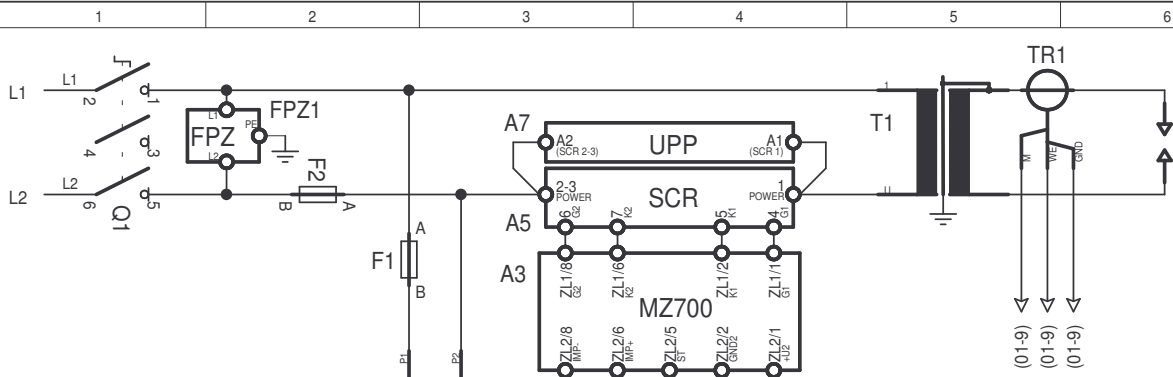 1 2 3 4 5 6
L1
L1
2
1
4
3
L2
L2
6
5
Q1
L1
FPZ
L2
PE
FPZ1
F2
B
A
F1
A
B
P1
P2
A7
A2
(SCR 2-3)
UPP
A1
(SCR 1)
2-3
POWER
SCR
1
POWER
A5
6
G2
7
K2
5
K1
4
G1
A3
ZL1/8
G2
ZL1/6
K2
ZL1/2
K1
ZL1/1
G1
MZ700
ZL2/8
IMP-
ZL2/6
IMP+
ZL2/5
ST
ZL2/2
GND2
ZL2/1
+U2
T1
TR1
M
WE
GND
(01-9)
(01-9)
(01-9)